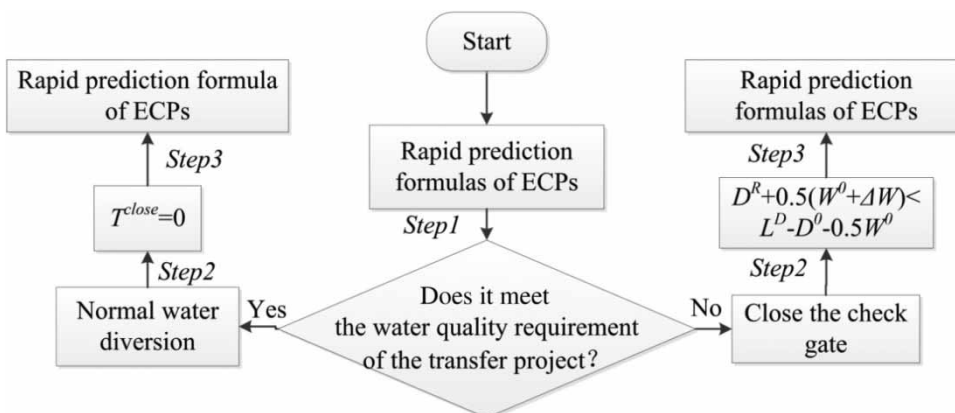 Start
Rapid prediction formula
of ECPs
Rapid prediction
formulas of ECPs
Rapid prediction
formulas of ECPs
Step3
Step3
T^close=0
Step1
D^R+0.5(W^0+ΔW)<
L^D-D^0-0.5W^0
Step2
Step2
Normal water
diversion
Yes
Does it meet
the water quality requirement
of the transfer project?
No
Close the check
gate